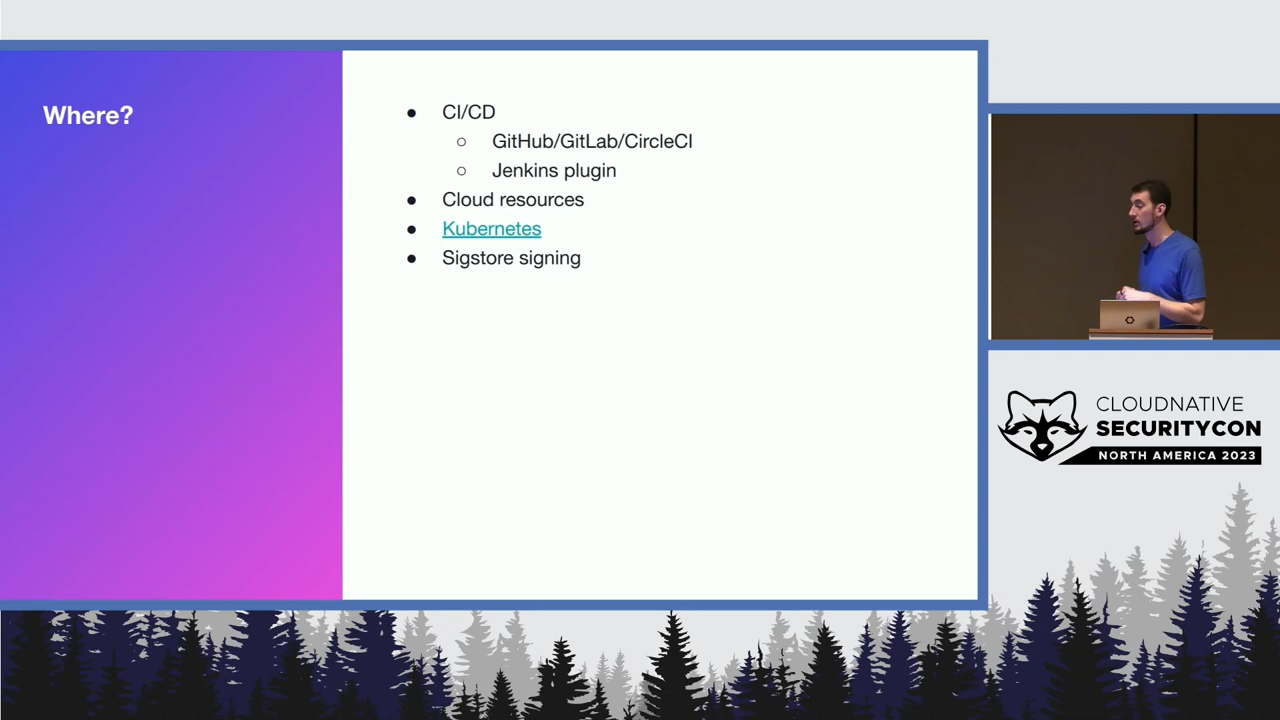 Where?
● CI/CD
○ GitHub/GitLab/CircleCI
○ Jenkins plugin
● Cloud resources
● Kubernetes
● Sigstore signing
CLOUDNATIVE
SECURITYCON
NORTH AMERICA 2023